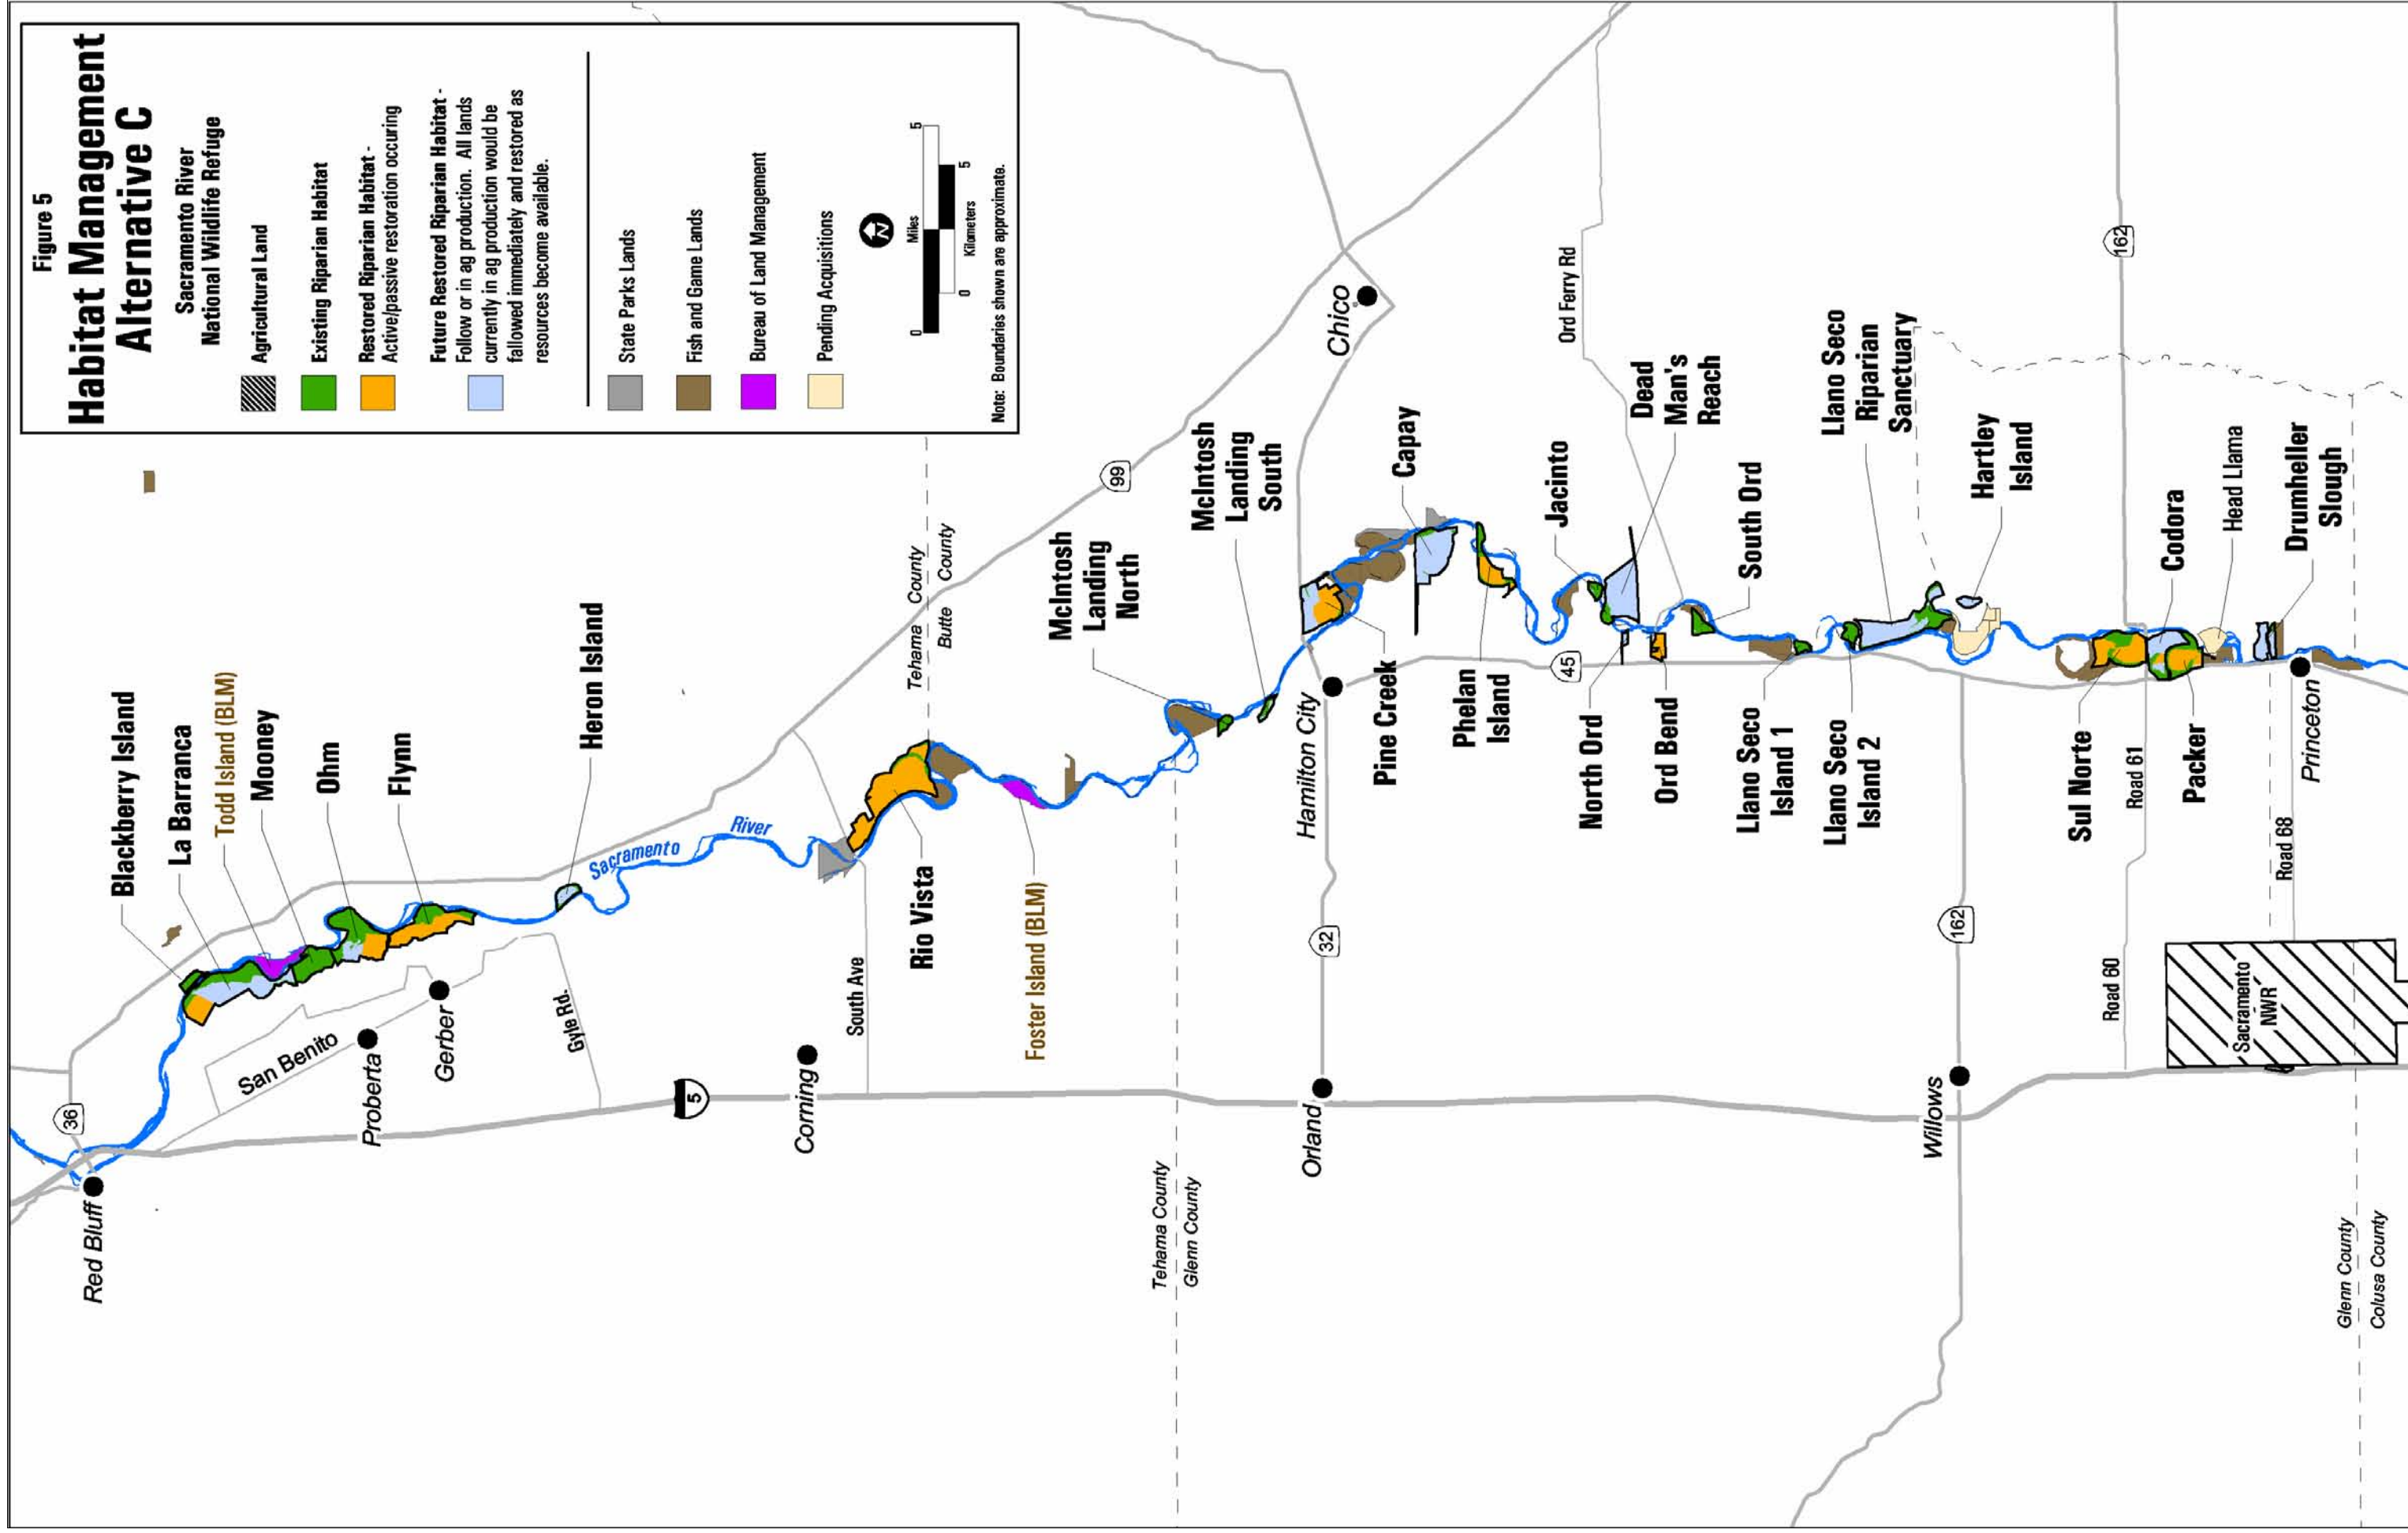 Figure 5
Habitat Management
Alternative C
Sacramento River
National Wildlife Refuge
Agricultural Land
Existing Riparian Habitat
Restored Riparian Habitat -
Active/passive restoration occuring
Future Restored Riparian Habitat -
Follow or in ag production. All lands
currently in ag production would be
fallowed immediately and restored as
resources become available.
State Parks Lands
Fish and Game Lands
Bureau of Land Management
Pending Acquisitions
N
0
Miles
5
0
Kilometers
5
Note: Boundaries shown are approximate.
Red Bluff
36
Blackberry Island
La Barranca
Todd Island (BLM)
Mooney
Ohm
Flynn
San Benito
Proberta
Gerber
Gyle Rd.
Heron Island
Sacramento
River
5
Corning
South Ave
Rio Vista
Tehama County
Butte County
99
Foster Island (BLM)
McIntosh
Landing
North
Tehama County
Glenn County
McIntosh
Landing
South
Hamilton City
32
Orland
Chico
Pine Creek
Capay
Phelan
Island
Jacinto
45
Ord Ferry Rd
North Ord
Dead
Man's
Reach
Ord Bend
South Ord
Llano Seco
Island 1
Llano Seco
Island 2
Llano Seco
Riparian
Sanctuary
Hartley
Island
162
Willows
162
Sul Norte
Codora
Road 61
Road 60
Packer
Head Llama
Drumheller
Slough
Road 68
Princeton
Sacramento
NWR
Glenn County
Colusa County